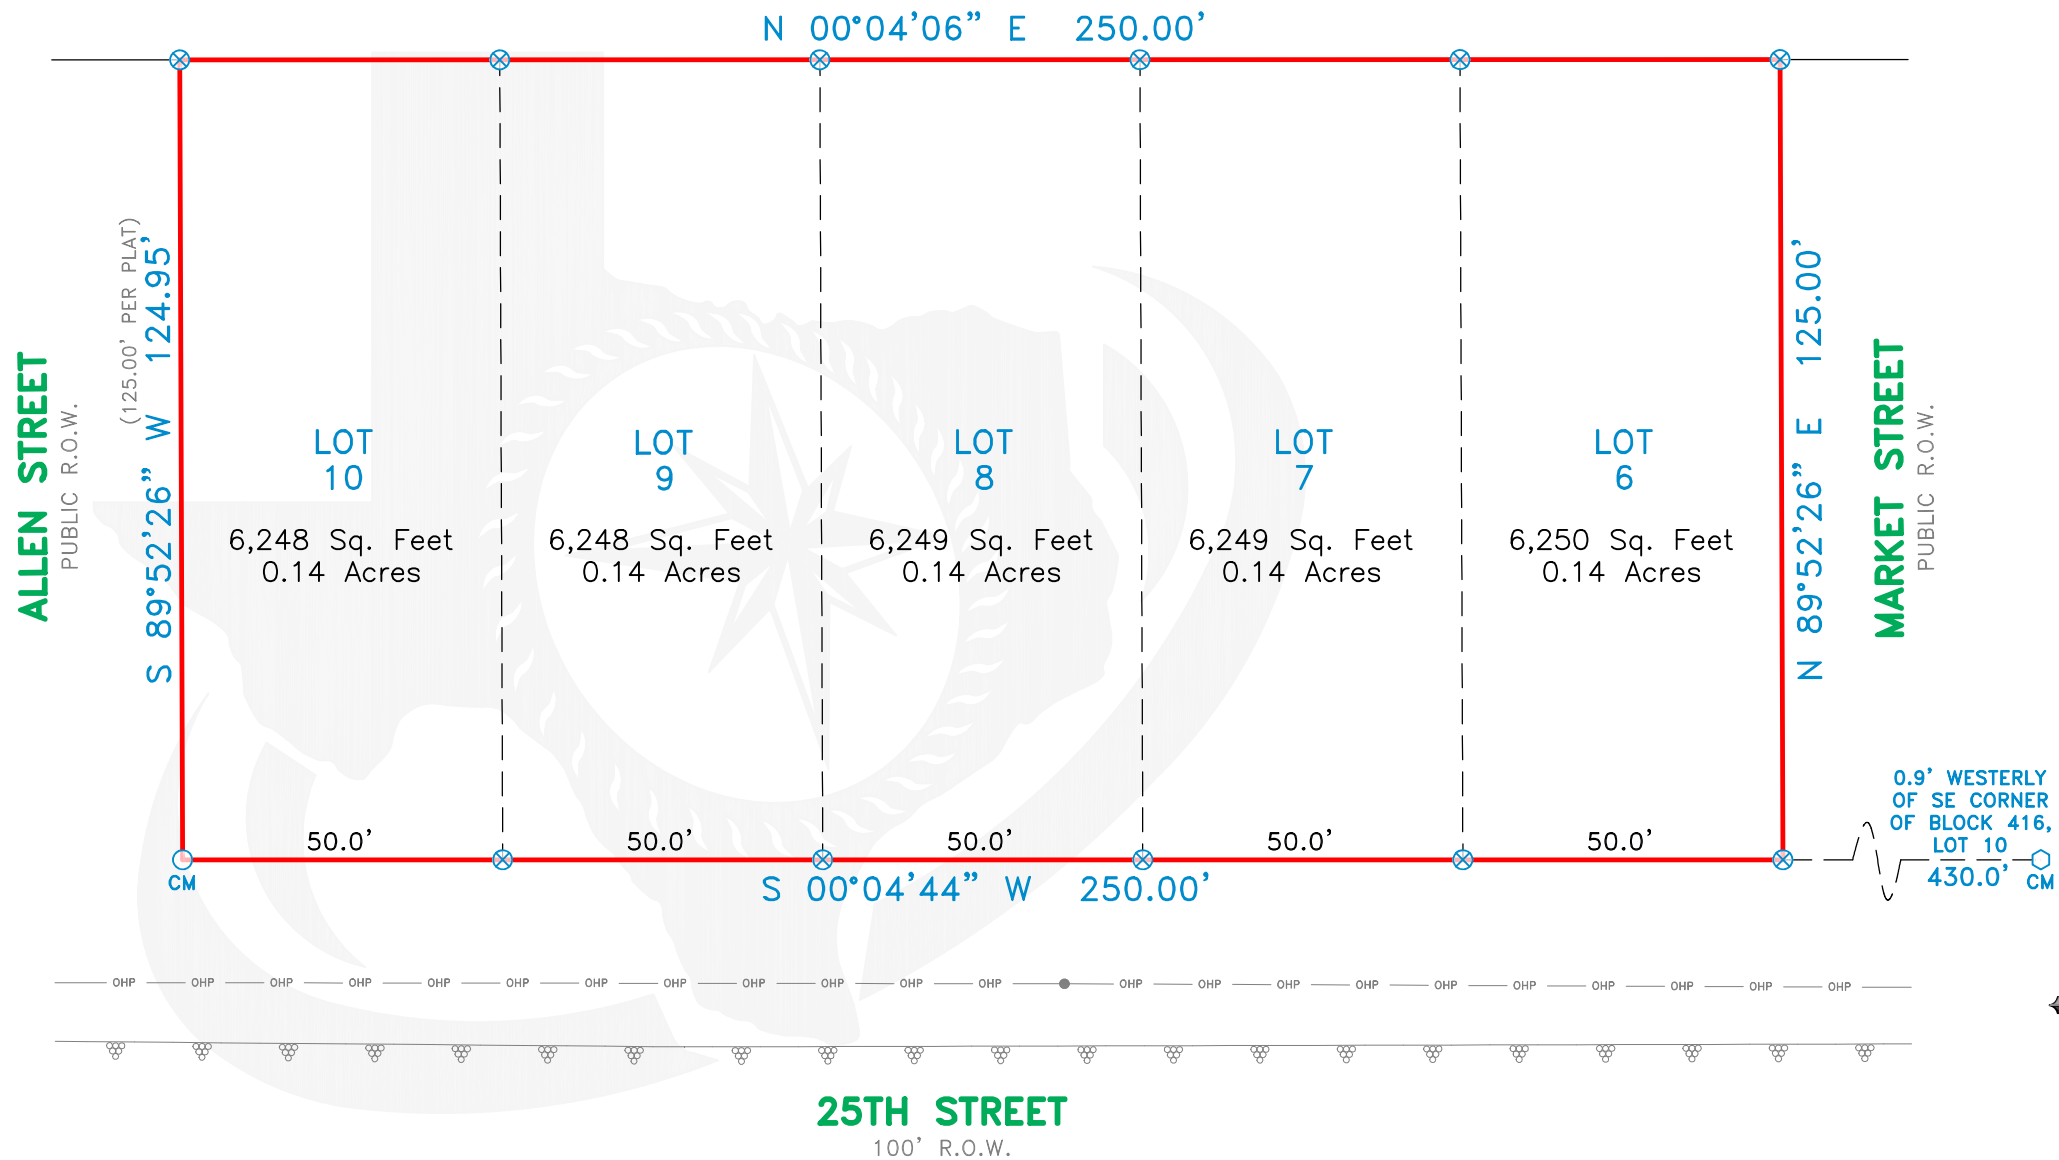 N 00°04'06" E 250.00'
ALLEN STREET
PUBLIC R.O.W.
(125.00' PER PLAT)
S 89°52'26" W 124.95'
LOT
10
6,248 Sq. Feet
0.14 Acres
LOT
9
6,248 Sq. Feet
0.14 Acres
LOT
8
6,249 Sq. Feet
0.14 Acres
LOT
7
6,249 Sq. Feet
0.14 Acres
LOT
6
6,250 Sq. Feet
0.14 Acres
N 89°52'26" E 125.00'
MARKET STREET
PUBLIC R.O.W.
0.9' WESTERLY
OF SE CORNER
OF BLOCK 416,
LOT 10
430.0'
CM
50.0' 50.0' 50.0' 50.0' 50.0'
CM
S 00°04'44" W 250.00'
OHP OHP OHP OHP OHP OHP OHP OHP OHP OHP OHP OHP OHP OHP OHP OHP OHP OHP OHP OHP OHP OHP
25TH STREET
100' R.O.W.